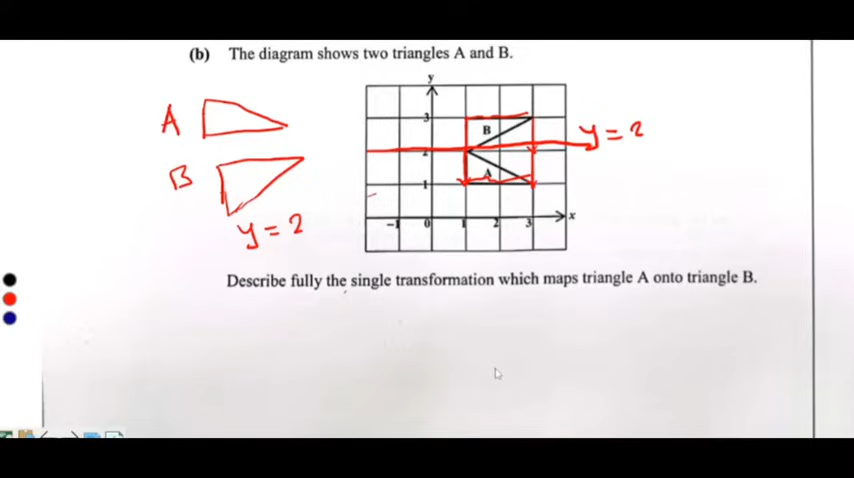 (b) The diagram shows two triangles A and B.
A
B
y = 2
y
3
2
1
-1 0 1 2 3
x
B
A
y = 2
Describe fully the single transformation which maps triangle A onto triangle B.